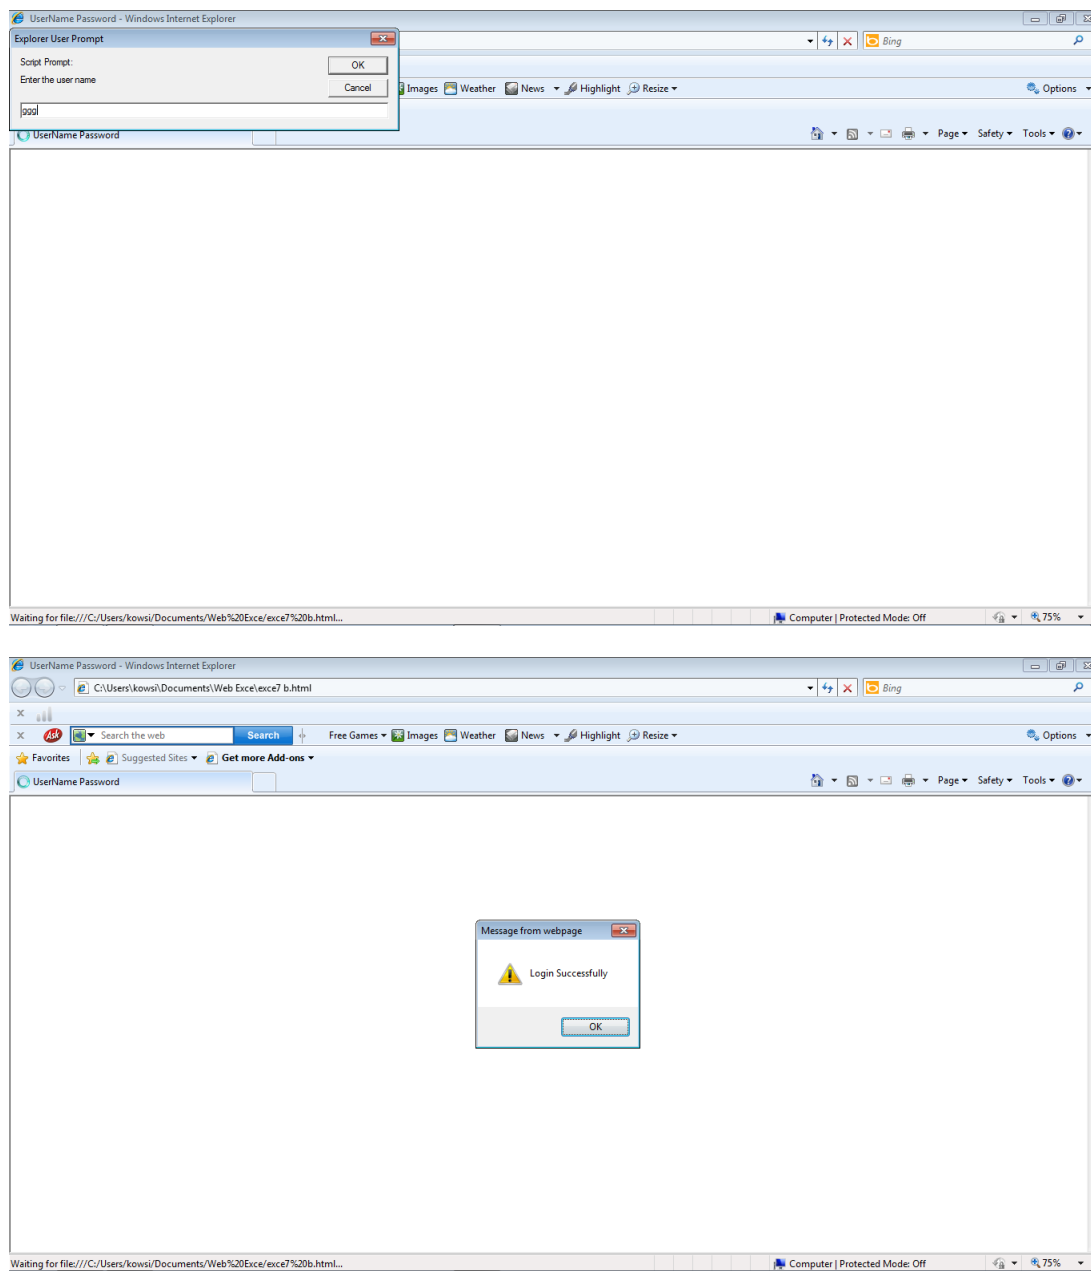 UserName Password - Windows Internet Explorer
Explorer User Prompt
Script Prompt:
OK
Enter the user name
Cancel
ggg
Bing
Images Weather News Highlight Resize
Options
UserName Password
Page Safety Tools
Waiting for file:///C:/Users/kowsi/Documents/Web%20Exce/exce7%20b.html...
Computer | Protected Mode: Off
75%
UserName Password - Windows Internet Explorer
C:\Users\kowsi\Documents\Web Exce\exce7 b.html
Bing
x
x Ask Search the web Search Free Games Images Weather News Highlight Resize
Options
Favorites Suggested Sites Get more Add-ons
UserName Password
Page Safety Tools
Message from webpage
Login Successfully
OK
Waiting for file:///C:/Users/kowsi/Documents/Web%20Exce/exce7%20b.html...
Computer | Protected Mode: Off
75%